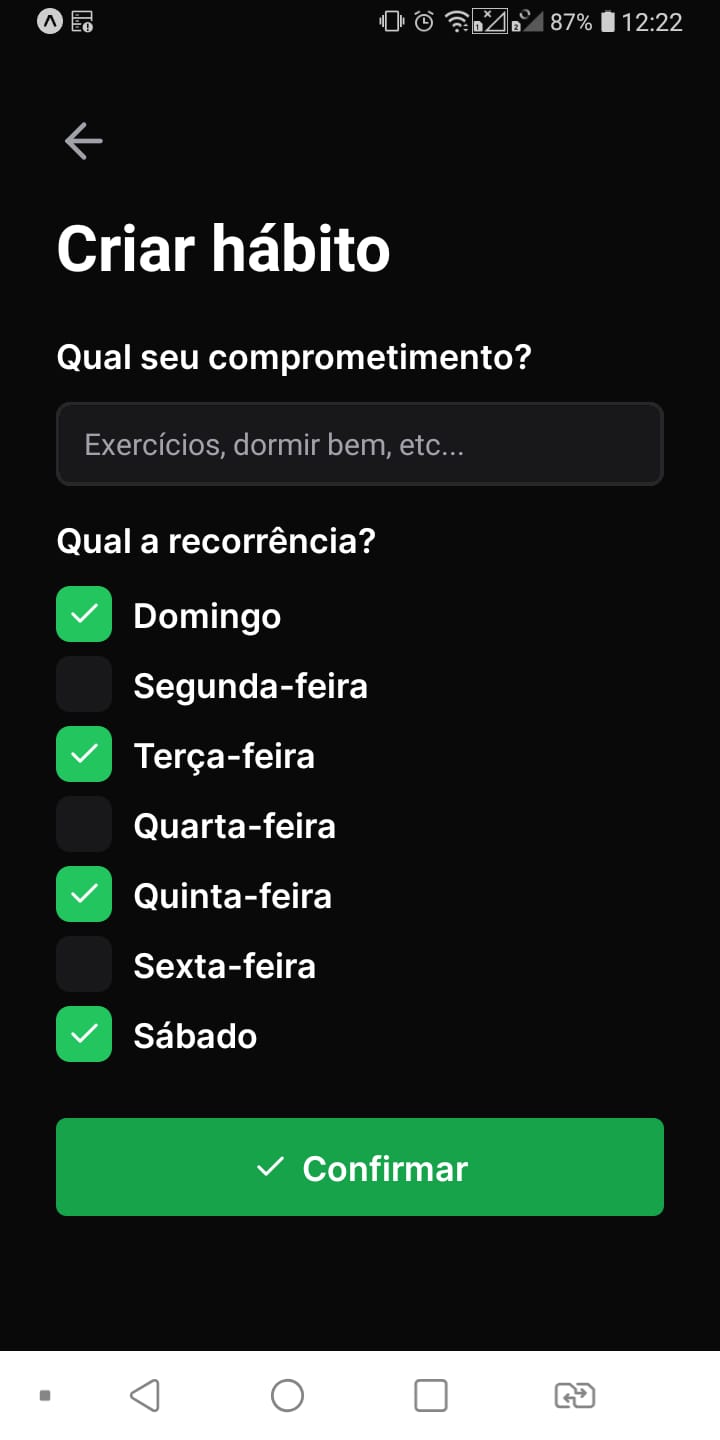 87% 12:22
Criar hábito
Qual seu comprometimento?
Exercícios, dormir bem, etc...
Qual a recorrência?
Domingo
Segunda-feira
Terça-feira
Quarta-feira
Quinta-feira
Sexta-feira
Sábado
Confirmar